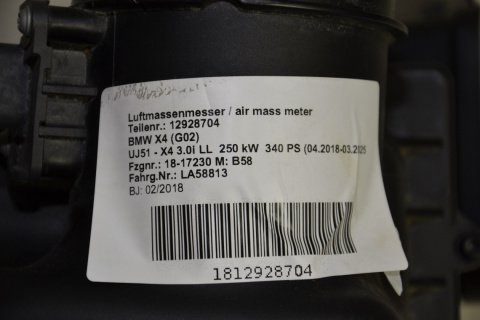 Luftmassenmesser / air mass meter
Teilenr.: 12928704
BMW X4 (G02)
UJ51 - X4 3.0i LL 250 kW 340 PS (04.2018-03.2025
Fzgnr.: 18-17230 M: B58
Fahrg.Nr.: LA58813
BJ: 02/2018
1812928704